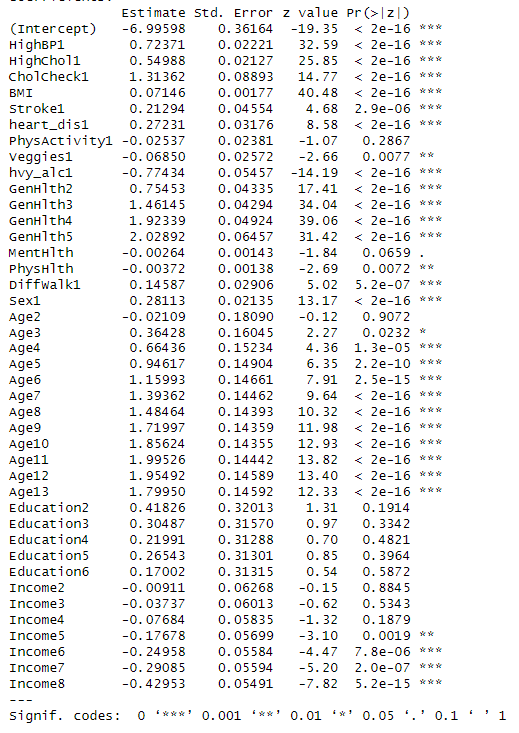 Estimate Std. Error z value Pr(>|z|)
(Intercept)  -6.99598    0.36164  -19.35  < 2e-16 ***
HighBP1       0.72371    0.02221   32.59  < 2e-16 ***
HighChol1     0.54988    0.02127   25.85  < 2e-16 ***
CholCheck1    1.31362    0.08893   14.77  < 2e-16 ***
BMI           0.07146    0.00177   40.48  < 2e-16 ***
Stroke1       0.21294    0.04554    4.68  2.9e-06 ***
heart_dis1    0.27231    0.03176    8.58  < 2e-16 ***
PhysActivity1 -0.02537    0.02381   -1.07   0.2867
Veggies1     -0.06850    0.02572   -2.66   0.0077 **
hvy_alc1     -0.77434    0.05457  -14.19  < 2e-16 ***
GenHlth2      0.75453    0.04335   17.41  < 2e-16 ***
GenHlth3      1.46145    0.04294   34.04  < 2e-16 ***
GenHlth4      1.92339    0.04924   39.06  < 2e-16 ***
GenHlth5      2.02892    0.06457   31.42  < 2e-16 ***
MentHlth     -0.00264    0.00143   -1.84   0.0659 .
PhysHlth     -0.00372    0.00138   -2.69   0.0072 **
DiffWalk1     0.14587    0.02906    5.02  5.2e-07 ***
Sex1          0.28113    0.02135   13.17  < 2e-16 ***
Age2         -0.02109    0.18090   -0.12   0.9072
Age3          0.36428    0.16045    2.27   0.0232 *
Age4          0.66436    0.15234    4.36  1.3e-05 ***
Age5          0.94617    0.14904    6.35  2.2e-10 ***
Age6          1.15993    0.14661    7.91  2.5e-15 ***
Age7          1.39362    0.14462    9.64  < 2e-16 ***
Age8          1.48464    0.14393   10.32  < 2e-16 ***
Age9          1.71997    0.14359   11.98  < 2e-16 ***
Age10         1.85624    0.14355   12.93  < 2e-16 ***
Age11         1.99526    0.14442   13.82  < 2e-16 ***
Age12         1.95492    0.14589   13.40  < 2e-16 ***
Age13         1.79950    0.14592   12.33  < 2e-16 ***
Education2    0.41826    0.32013    1.31   0.1914
Education3    0.30487    0.31570    0.97   0.3342
Education4    0.21991    0.31288    0.70   0.4821
Education5    0.26543    0.31301    0.85   0.3964
Education6    0.17002    0.31315    0.54   0.5872
Income2      -0.00911    0.06268   -0.15   0.8845
Income3      -0.03737    0.06013   -0.62   0.5343
Income4      -0.07684    0.05835   -1.32   0.1879
Income5      -0.17678    0.05699   -3.10   0.0019 **
Income6      -0.24958    0.05584   -4.47  7.8e-06 ***
Income7      -0.29085    0.05594   -5.20  2.0e-07 ***
Income8      -0.42953    0.05491   -7.82  5.2e-15 ***
---
Signif. codes:  0 ‘***’ 0.001 ‘**’ 0.01 ‘*’ 0.05 ‘.’ 0.1 ‘ ’ 1